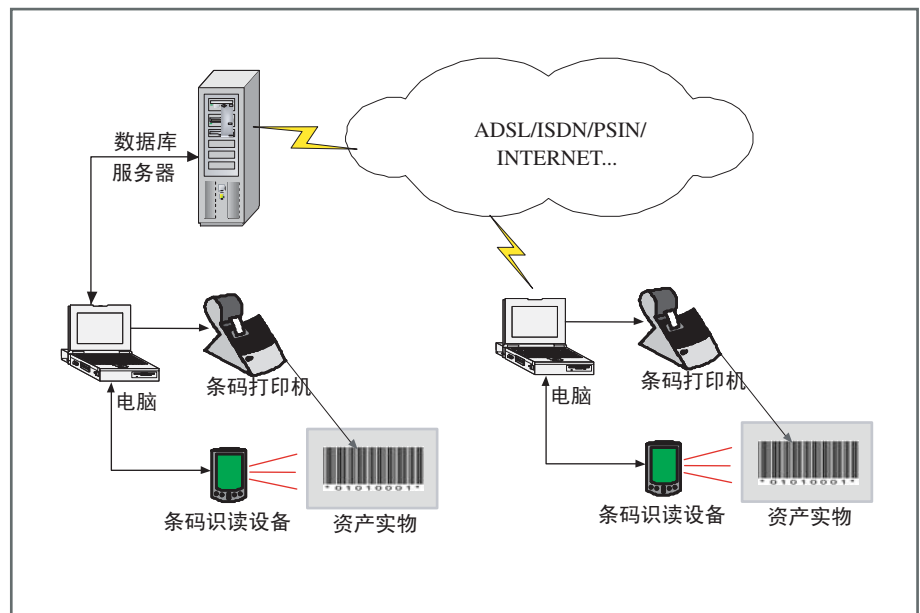 ADSL/ISDN/PSIN/
INTERNET...
数据库
服务器
条码打印机
条码打印机
电脑
电脑
*01010001*
*01010001*
条码识读设备
资产实物
条码识读设备
资产实物